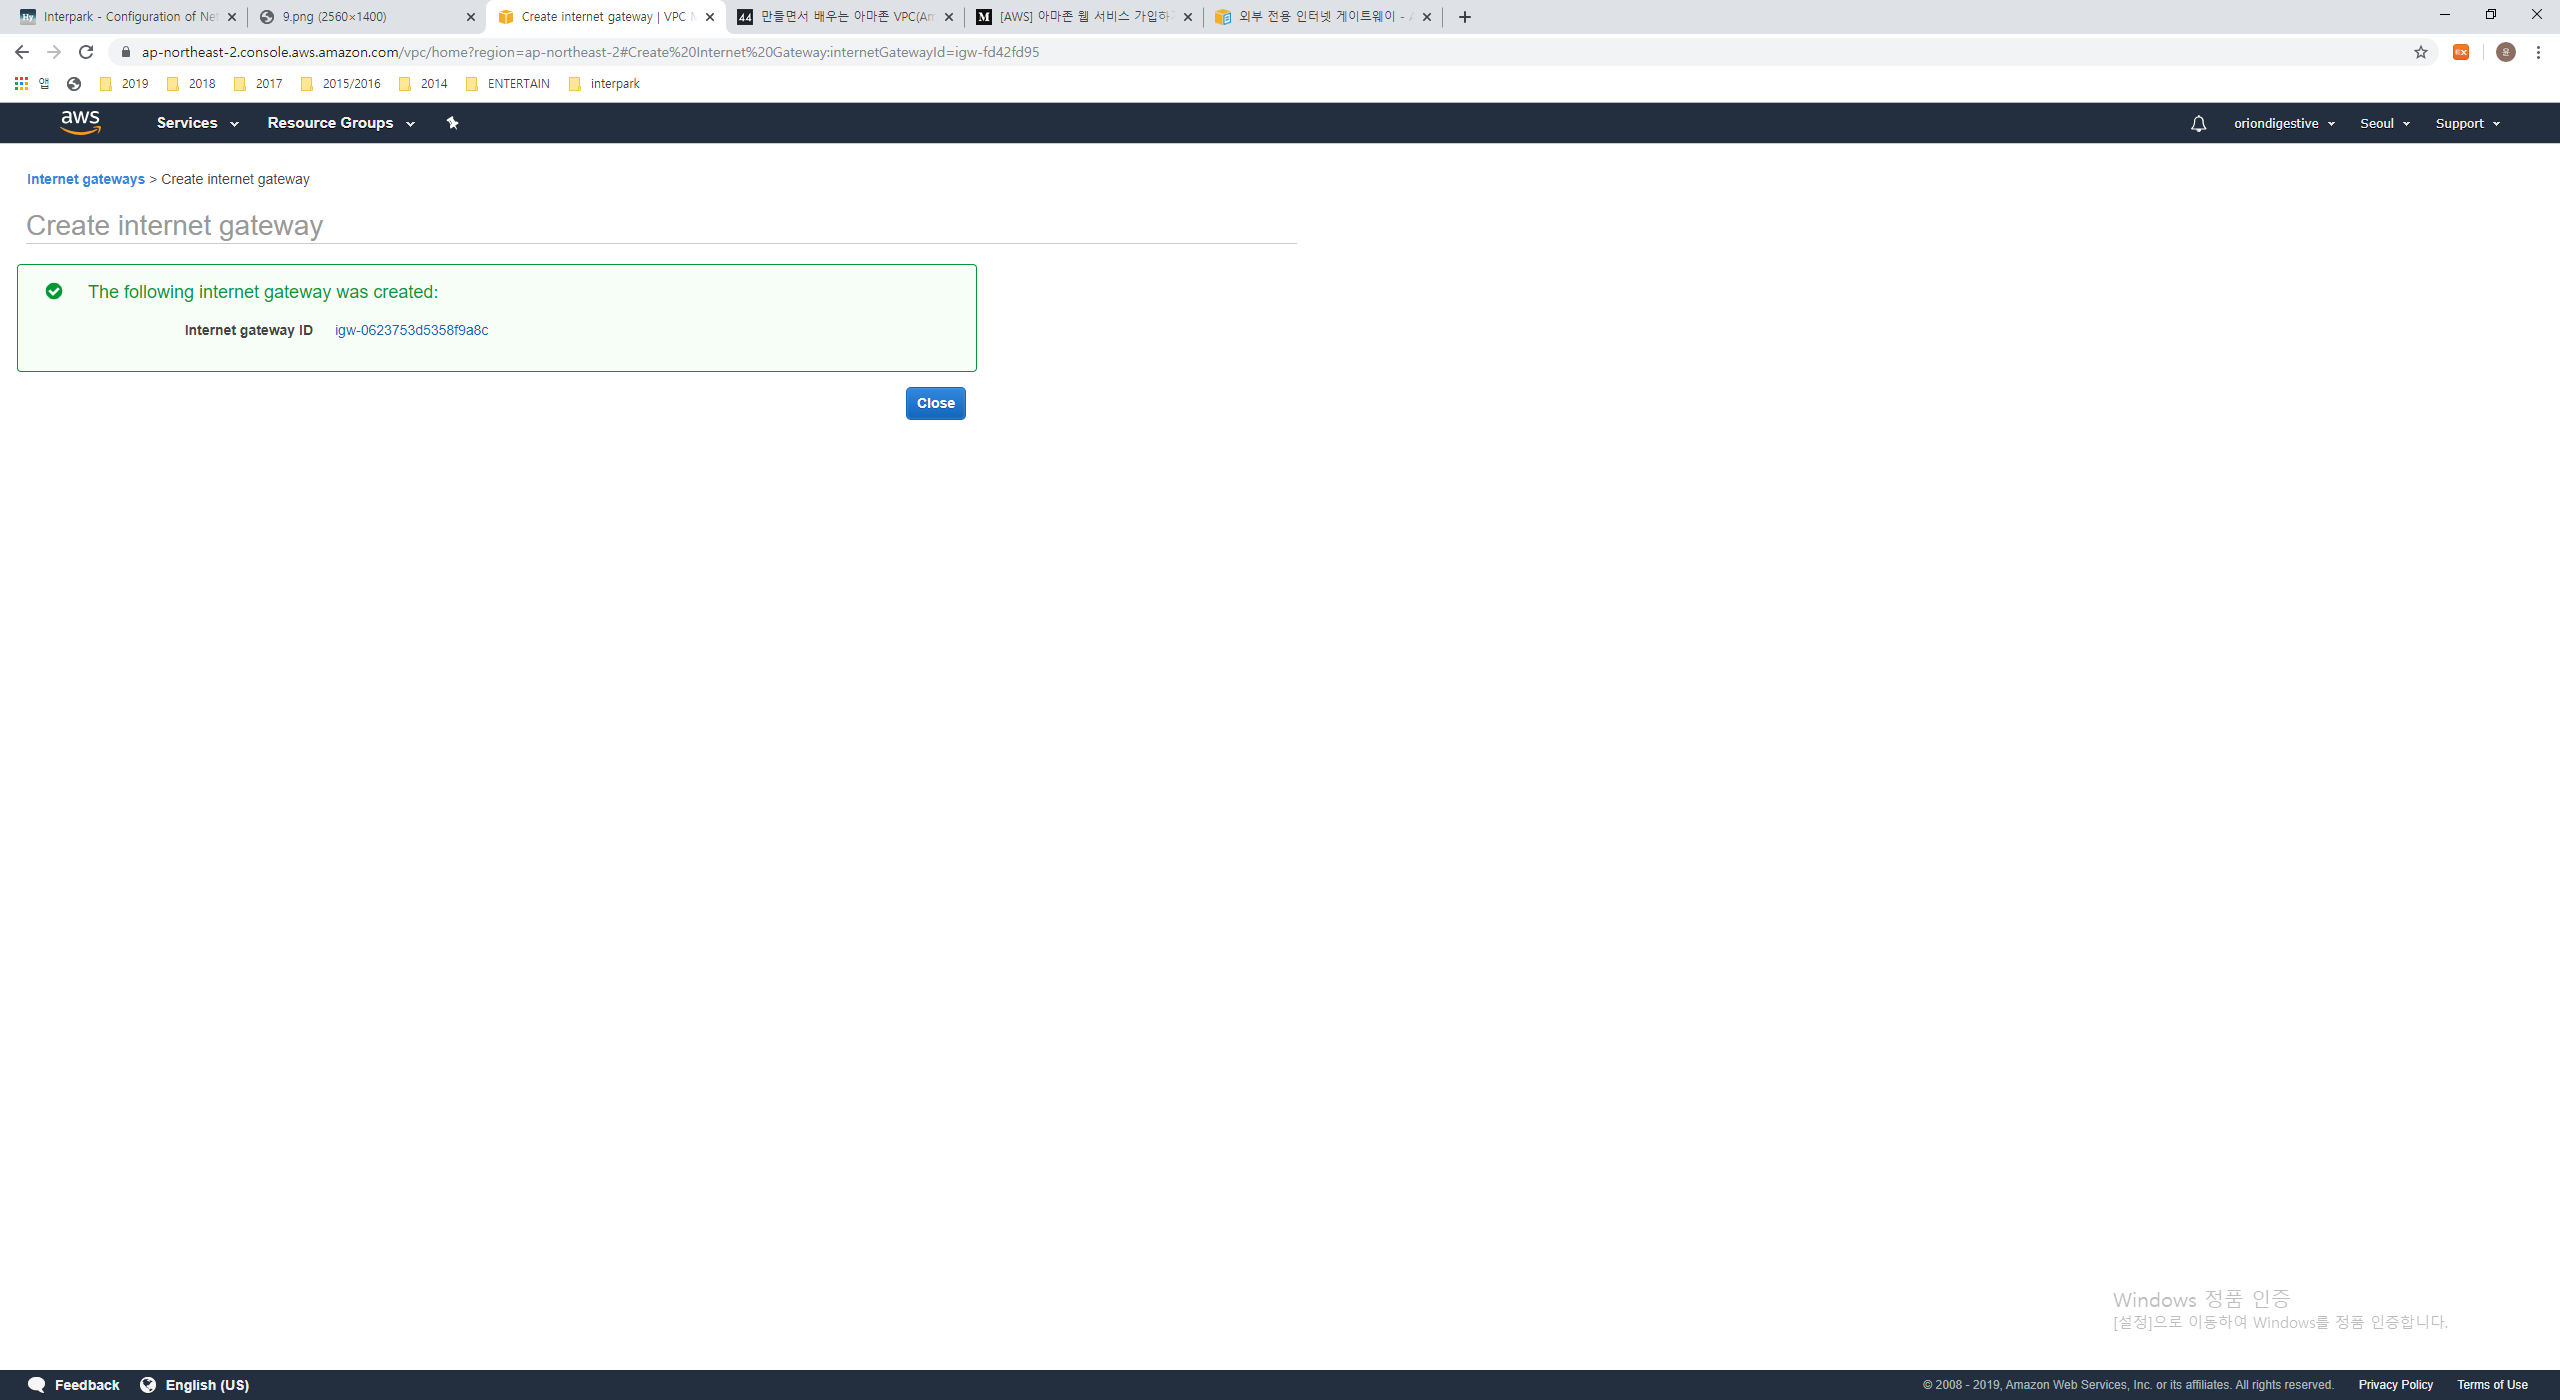 Interpark - Configuration of Net
9.png (2560×1400)
Create internet gateway | VPC M
만들면서 배우는 아마존 VPC(Am
[AWS] 아마존 웹 서비스 가입하기
외부 전용 인터넷 게이트웨이 - A
ap-northeast-2.console.aws.amazon.com/vpc/home?region=ap-northeast-2#Create%20Internet%20Gateway:internetGatewayId=igw-fd42fd95
앱
2019
2018
2017
2015/2016
2014
ENTERTAIN
interpark
aws
Services
Resource Groups
oriondigestive
Seoul
Support
Internet gateways > Create internet gateway
Create internet gateway
The following internet gateway was created:
Internet gateway ID igw-0623753d5358f9a8c
Close
Windows 정품 인증
[설정]으로 이동하여 Windows를 정품 인증합니다.
Feedback
English (US)
© 2008 - 2019, Amazon Web Services, Inc. or its affiliates. All rights reserved.
Privacy Policy
Terms of Use